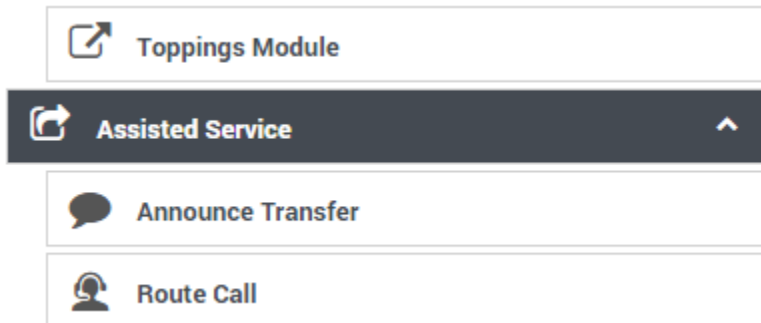 Toppings Module
Assisted Service
Announce Transfer
Route Call